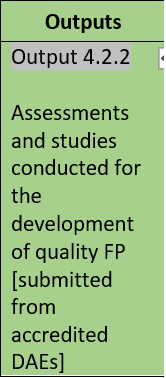 Outputs
Output 4.2.2
Assessments
and studies
conducted for
the
development
of quality FP
[submitted
from
accredited
DAEs]